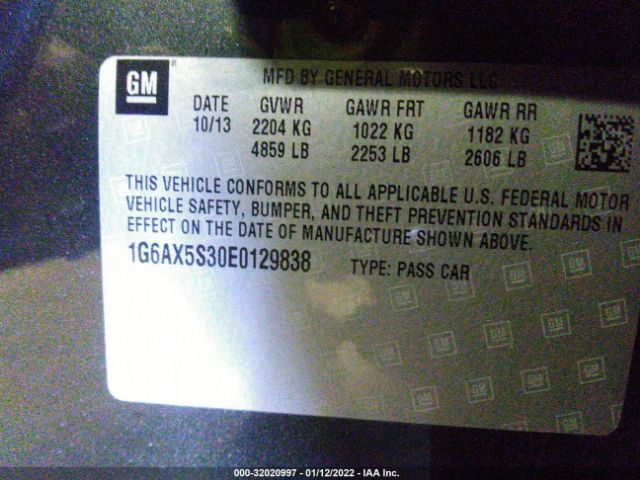 GM ® MFD BY GENERAL MOTORS LLC
DATE GVWR GAWR FRT GAWR RR
10/13 2204 KG 1022 KG 1182 KG
4859 LB 2253 LB 2606 LB
THIS VEHICLE CONFORMS TO ALL APPLICABLE U.S. FEDERAL MOTOR
VEHICLE SAFETY, BUMPER, AND THEFT PREVENTION STANDARDS IN
EFFECT ON THE DATE OF MANUFACTURE SHOWN ABOVE.
1G6AX5S30E0129838 TYPE: PASS CAR
000-32020997 - 01/12/2022 - IAA Inc.